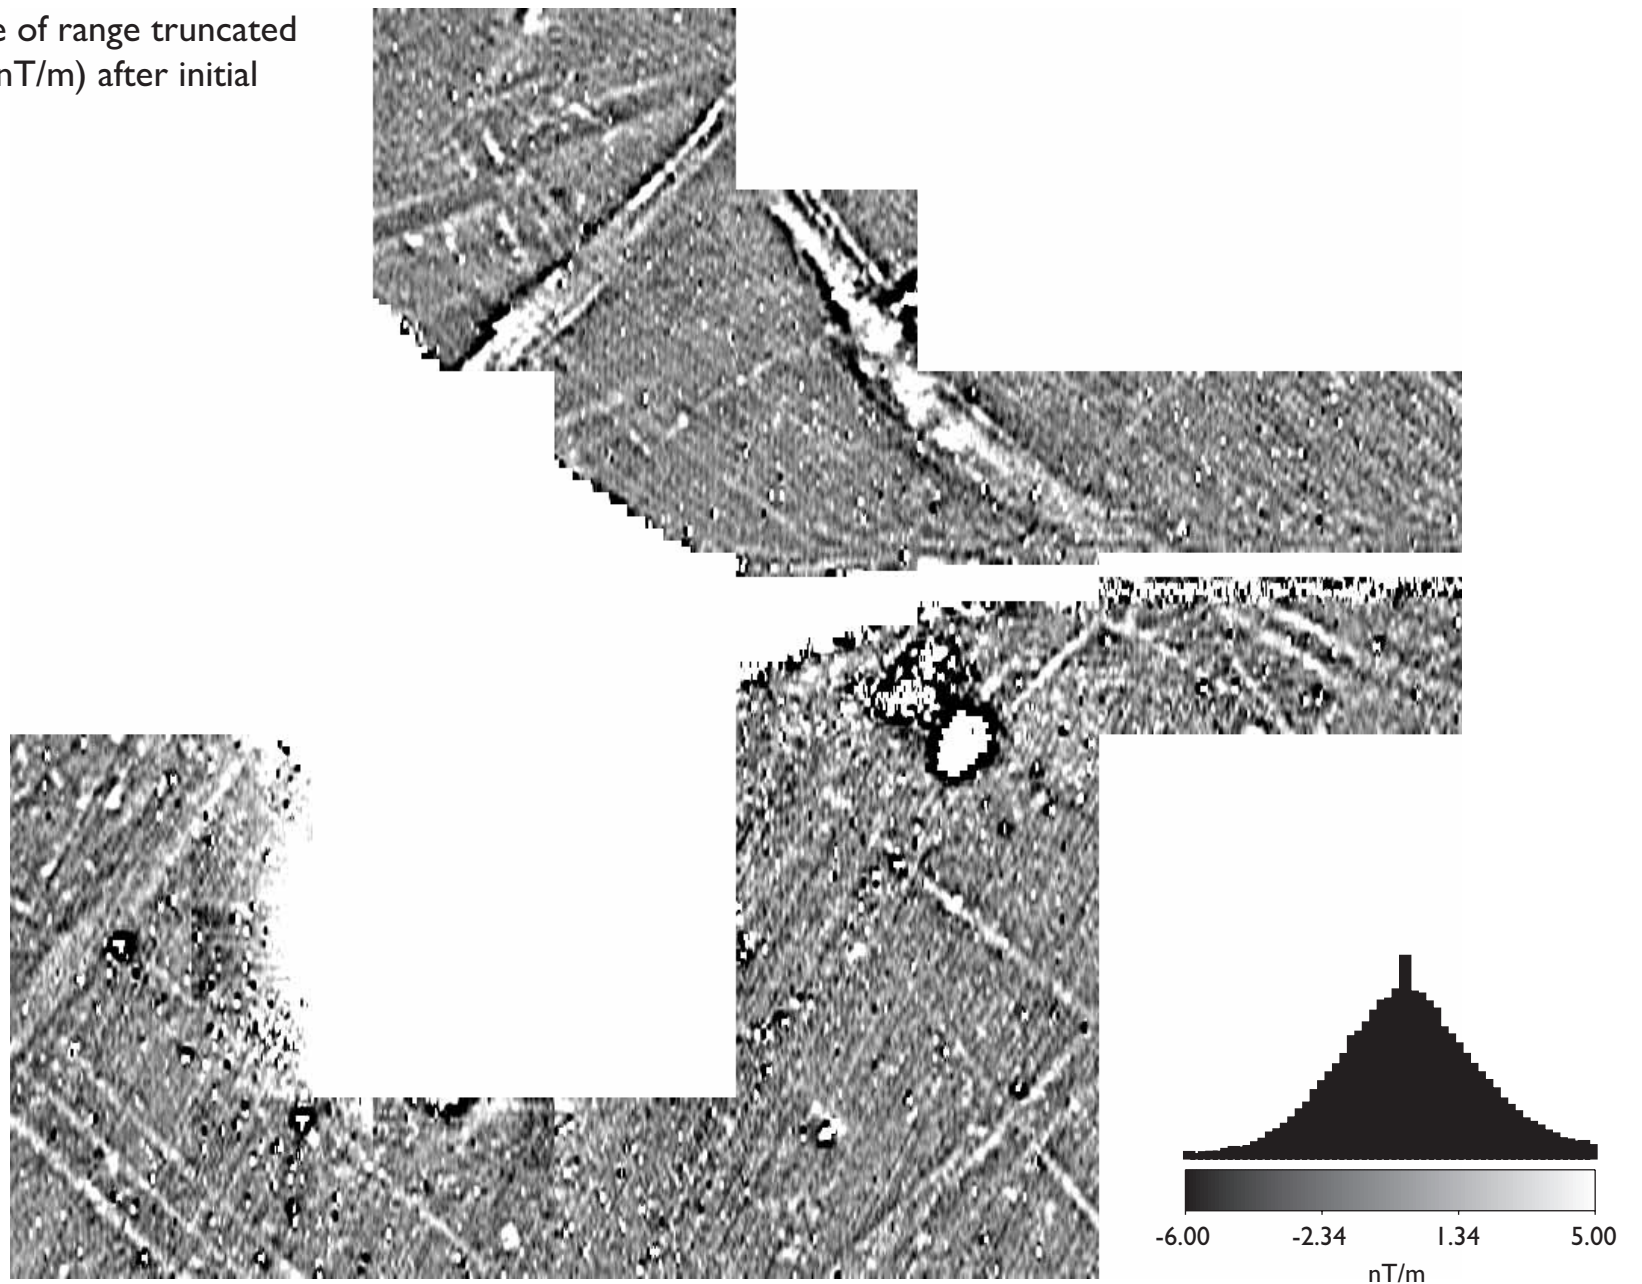 e of range truncated
nT/m) after initial
-6.00 -2.34 1.34 5.00
nT/m